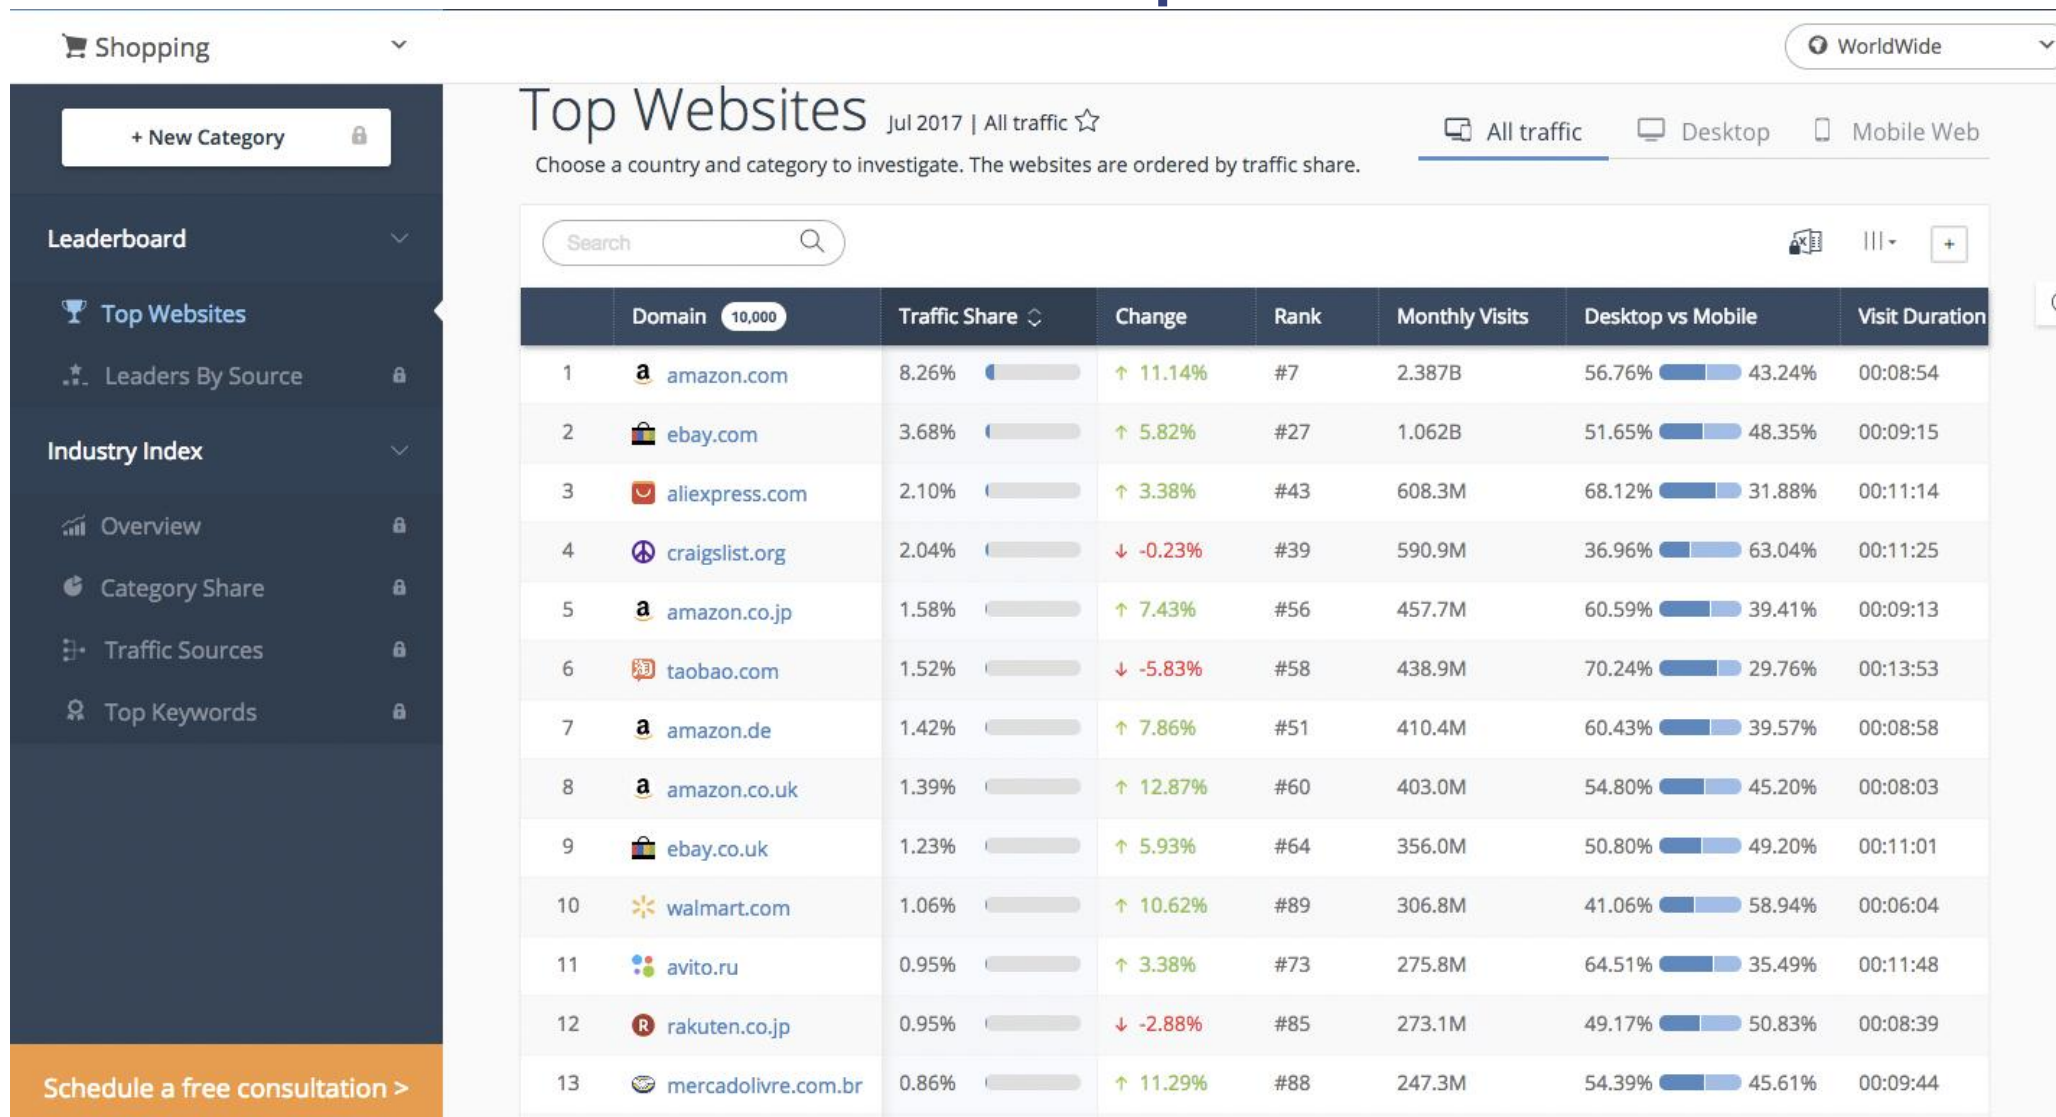 Shopping
WorldWide
+ New Category
Leaderboard
Top Websites
Leaders By Source
Industry Index
Overview
Category Share
Traffic Sources
Top Keywords
Schedule a free consultation >
Top Websites Jul 2017 | All traffic
Choose a country and category to investigate. The websites are ordered by traffic share.
All traffic Desktop Mobile Web
Search
Domain 10,000 Traffic Share Change Rank Monthly Visits Desktop vs Mobile Visit Duration
1 amazon.com 8.26% ↑ 11.14% #7 2.387B 56.76% 43.24% 00:08:54
2 ebay.com 3.68% ↑ 5.82% #27 1.062B 51.65% 48.35% 00:09:15
3 aliexpress.com 2.10% ↑ 3.38% #43 608.3M 68.12% 31.88% 00:11:14
4 craigslist.org 2.04% ↓ -0.23% #39 590.9M 36.96% 63.04% 00:11:25
5 amazon.co.jp 1.58% ↑ 7.43% #56 457.7M 60.59% 39.41% 00:09:13
6 taobao.com 1.52% ↓ -5.83% #58 438.9M 70.24% 29.76% 00:13:53
7 amazon.de 1.42% ↑ 7.86% #51 410.4M 60.43% 39.57% 00:08:58
8 amazon.co.uk 1.39% ↑ 12.87% #60 403.0M 54.80% 45.20% 00:08:03
9 ebay.co.uk 1.23% ↑ 5.93% #64 356.0M 50.80% 49.20% 00:11:01
10 walmart.com 1.06% ↑ 10.62% #89 306.8M 41.06% 58.94% 00:06:04
11 avito.ru 0.95% ↑ 3.38% #73 275.8M 64.51% 35.49% 00:11:48
12 rakuten.co.jp 0.95% ↓ -2.88% #85 273.1M 49.17% 50.83% 00:08:39
13 mercadolivre.com.br 0.86% ↑ 11.29% #88 247.3M 54.39% 45.61% 00:09:44